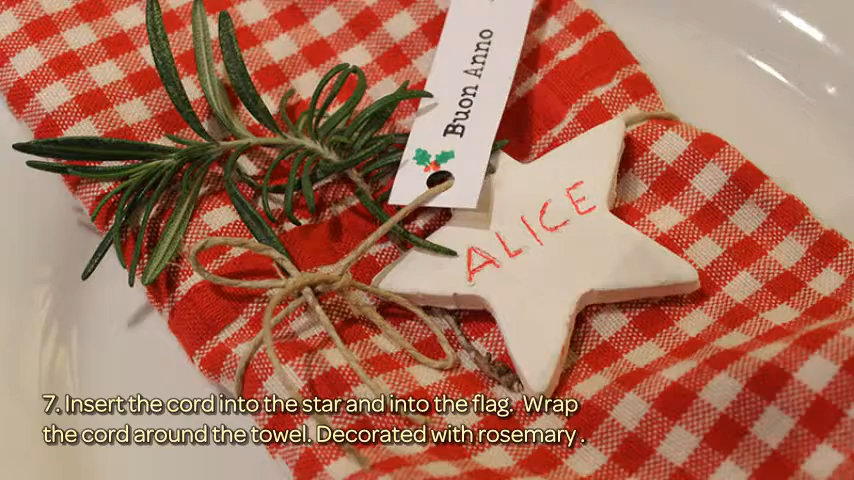 Buon Anno
ALICE
7. Insert the cord into the star and into the flag. Wrap
the cord around the towel. Decorated with rosemary.